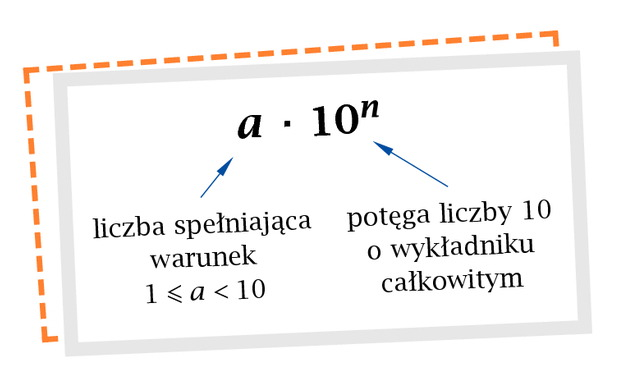 a · 10ⁿ
liczba spełniająca
warunek
1 ⩽ a < 10
potęga liczby 10
o wykładniku
całkowitym